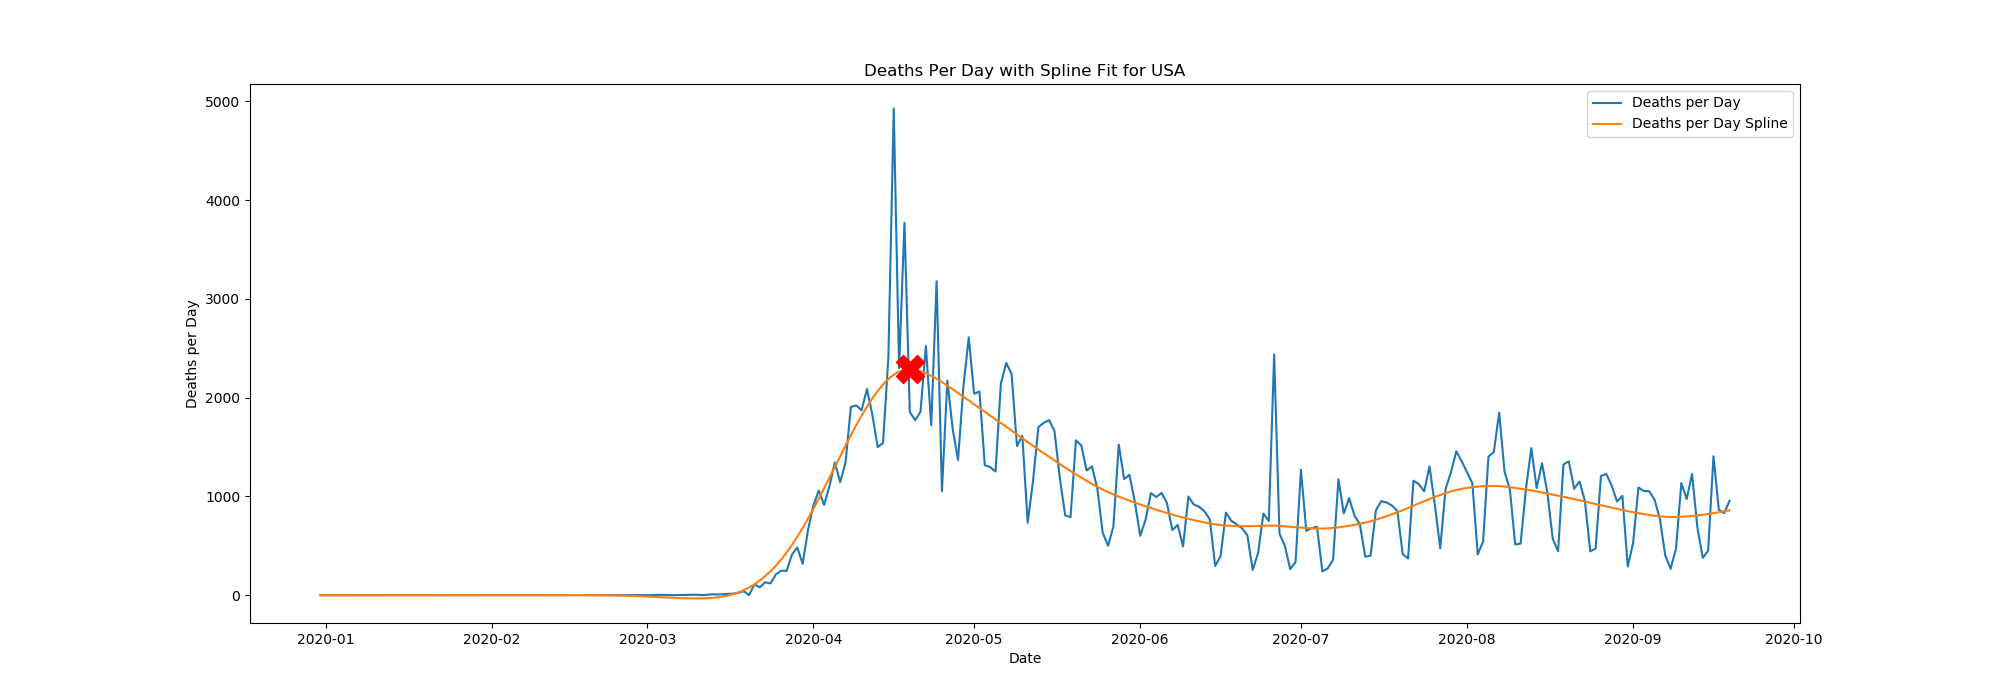 Deaths Per Day with Spline Fit for USA
Deaths per Day
Deaths per Day Spline
5000
4000
3000
2000
1000
0
Deaths per Day
2020-01 2020-02 2020-03 2020-04 2020-05 2020-06 2020-07 2020-08 2020-09 2020-10
Date